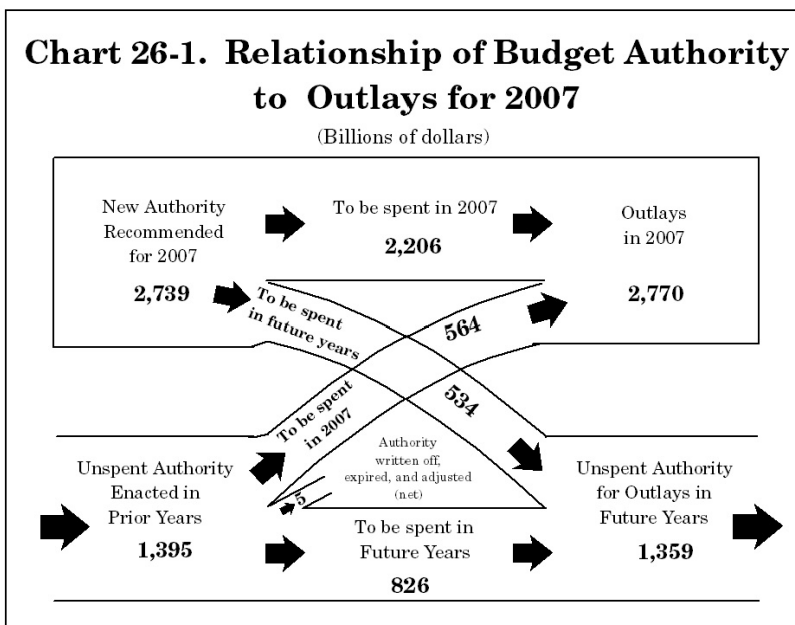 Chart 26-1. Relationship of Budget Authority
to Outlays for 2007
(Billions of dollars)
New Authority
Recommended
for 2007
2,739
To be spent in 2007
2,206
Outlays
in 2007
2,770
To be spent
in future years
564
To be spent
in 2007
534
Unspent Authority
Enacted in
Prior Years
1,395
Authority
written off,
expired, and adjusted
(net)
5
To be spent in
Future Years
826
Unspent Authority
for Outlays in
Future Years
1,359